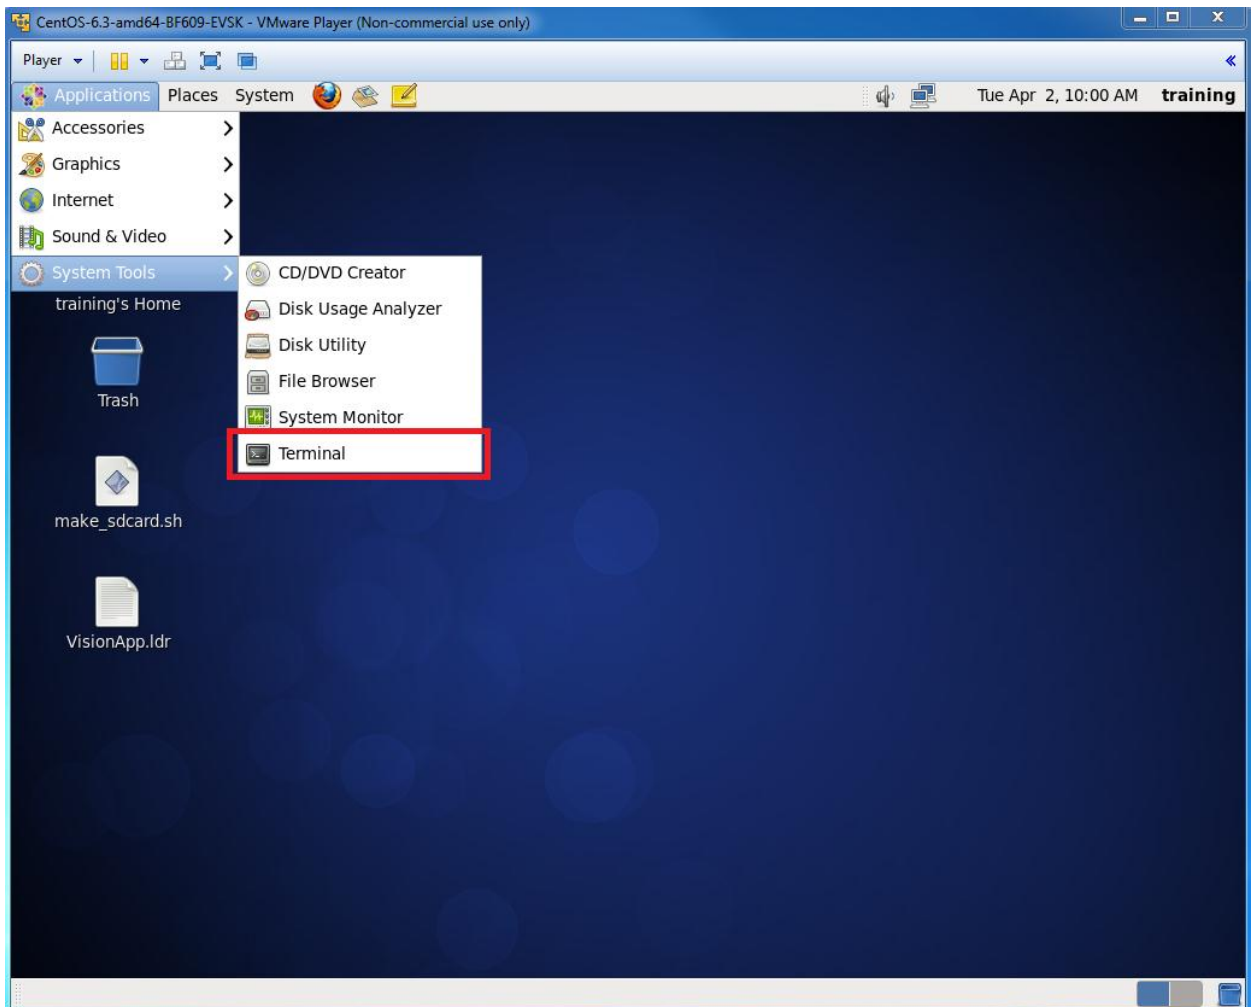 CentOS-6.3-amd64-BF609-EVSK - VMware Player (Non-commercial use only)
Player
Applications Places System Tue Apr 2, 10:00 AM training
Accessories
Graphics
Internet
Sound & Video
System Tools
CD/DVD Creator
Disk Usage Analyzer
Disk Utility
File Browser
System Monitor
Terminal
training's Home
Trash
make_sdcard.sh
VisionApp.ldr